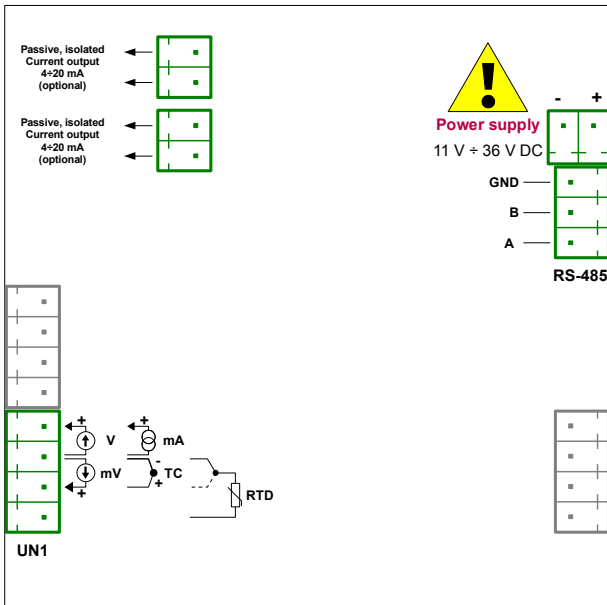 Passive, isolated
Current output
4÷20 mA
(optional)
Passive, isolated
Current output
4÷20 mA
(optional)
!
Power supply
11 V ÷ 36 V DC
- +
GND
B
A
RS-485
+ +
V mA
-
mV TC
+ +
RTD
UN1